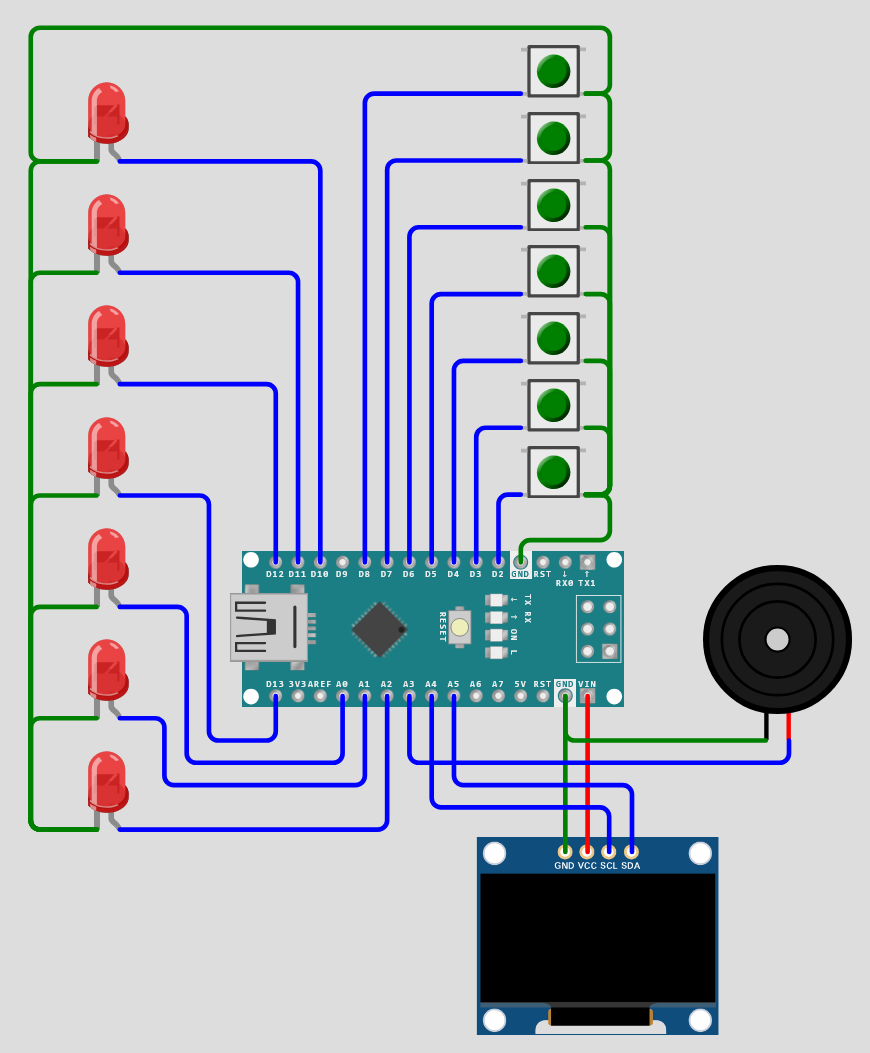 D12 D11 D10 D9 D8 D7 D6 D5 D4 D3 D2 GND RST ↓ ↑
RX0 TX1
RESET
← TX
↑ RX
ON
L
D13 3V3 AREF A0 A1 A2 A3 A4 A5 A6 A7 5V RST GND VIN
GND VCC SCL SDA